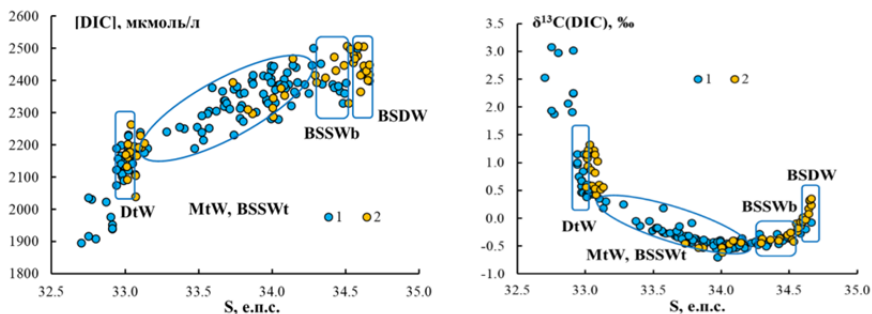 [DIC], мкмоль/л
2600
2500
2400
2300
2200
2100
2000
1900
1800
32.5 33.0 33.5 34.0 34.5 35.0
S, е.п.с.
DtW
MtW, BSSWt
BSSWb
BSDW
1 2
δ¹³C(DIC), ‰
3.5
3.0
2.5
2.0
1.5
1.0
0.5
0.0
-0.5
-1.0
32.5 33.0 33.5 34.0 34.5 35.0
S, е.п.с.
1 2
DtW
MtW, BSSWt
BSSWb
BSDW